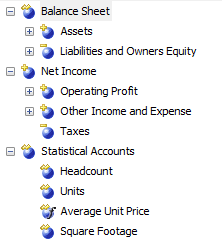 Balance Sheet
Assets
Liabilities and Owners Equity
Net Income
Operating Profit
Other Income and Expense
Taxes
Statistical Accounts
Headcount
Units
Average Unit Price
Square Footage